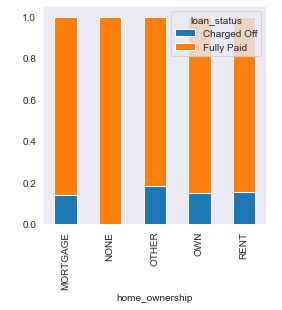 loan_status
Charged Off
Fully Paid
1.0
0.8
0.6
0.4
0.2
0.0
MORTGAGE
NONE
OTHER
OWN
RENT
home_ownership